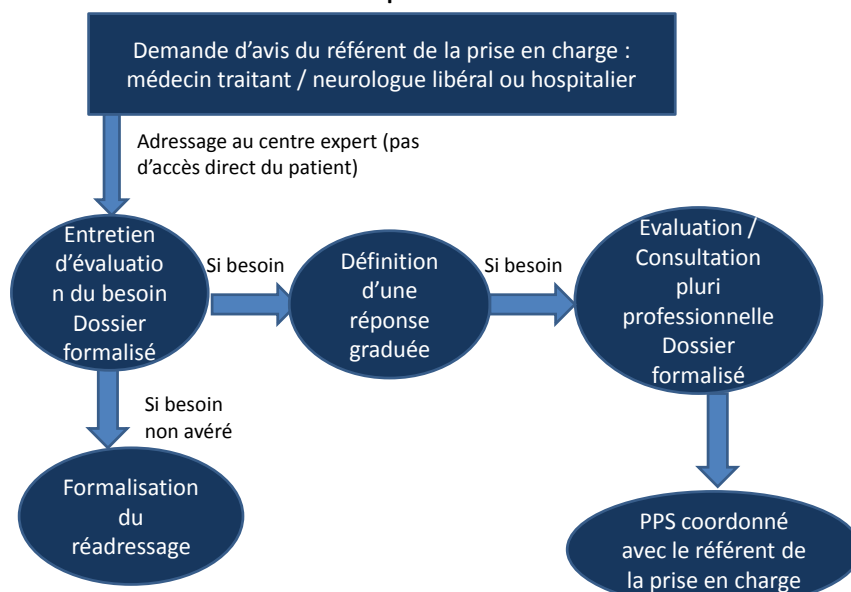 Demande d'avis du référent de la prise en charge :
médecin traitant / neurologue libéral ou hospitalier
Adressage au centre expert (pas
d'accès direct du patient)
Entretien
d'évaluatio
n du besoin
Dossier
formalisé
Si besoin
Définition
d'une
réponse
graduée
Si besoin
Evaluation /
Consultation
pluri
professionnelle
Dossier
formalisé
Si besoin
non avéré
Formalisation
du
réadressage
PPS coordonné
avec le référent de
la prise en charge